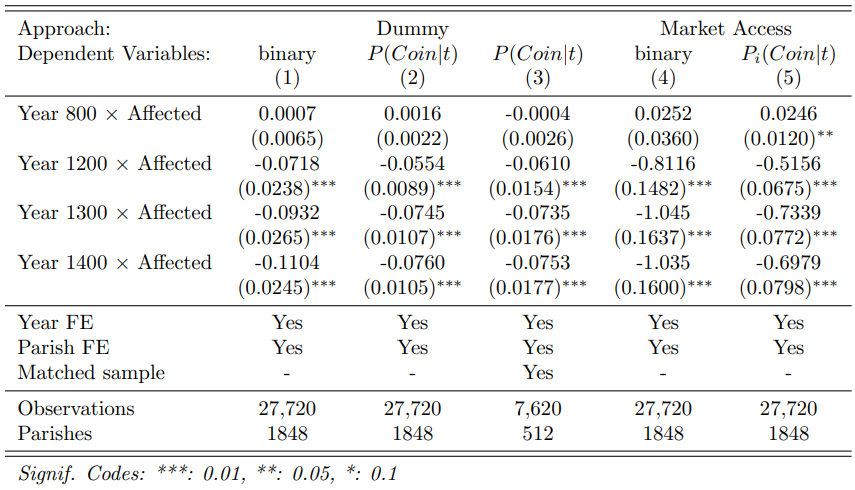 Approach: Dummy Market Access
Dependent Variables: binary P(Coin|t) P(Coin|t) binary P_i(Coin|t)
(1) (2) (3) (4) (5)
Year 800 × Affected 0.0007 0.0016 -0.0004 0.0252 0.0246
(0.0065) (0.0022) (0.0026) (0.0360) (0.0120)**
Year 1200 × Affected -0.0718 -0.0554 -0.0610 -0.8116 -0.5156
(0.0238)*** (0.0089)*** (0.0154)*** (0.1482)*** (0.0675)***
Year 1300 × Affected -0.0932 -0.0745 -0.0735 -1.045 -0.7339
(0.0265)*** (0.0107)*** (0.0176)*** (0.1637)*** (0.0772)***
Year 1400 × Affected -0.1104 -0.0760 -0.0753 -1.035 -0.6979
(0.0245)*** (0.0105)*** (0.0177)*** (0.1600)*** (0.0798)***
Year FE Yes Yes Yes Yes Yes
Parish FE Yes Yes Yes Yes Yes
Matched sample - - Yes - -
Observations 27,720 27,720 7,620 27,720 27,720
Parishes 1848 1848 512 1848 1848
Signif. Codes: ***: 0.01, **: 0.05, *: 0.1